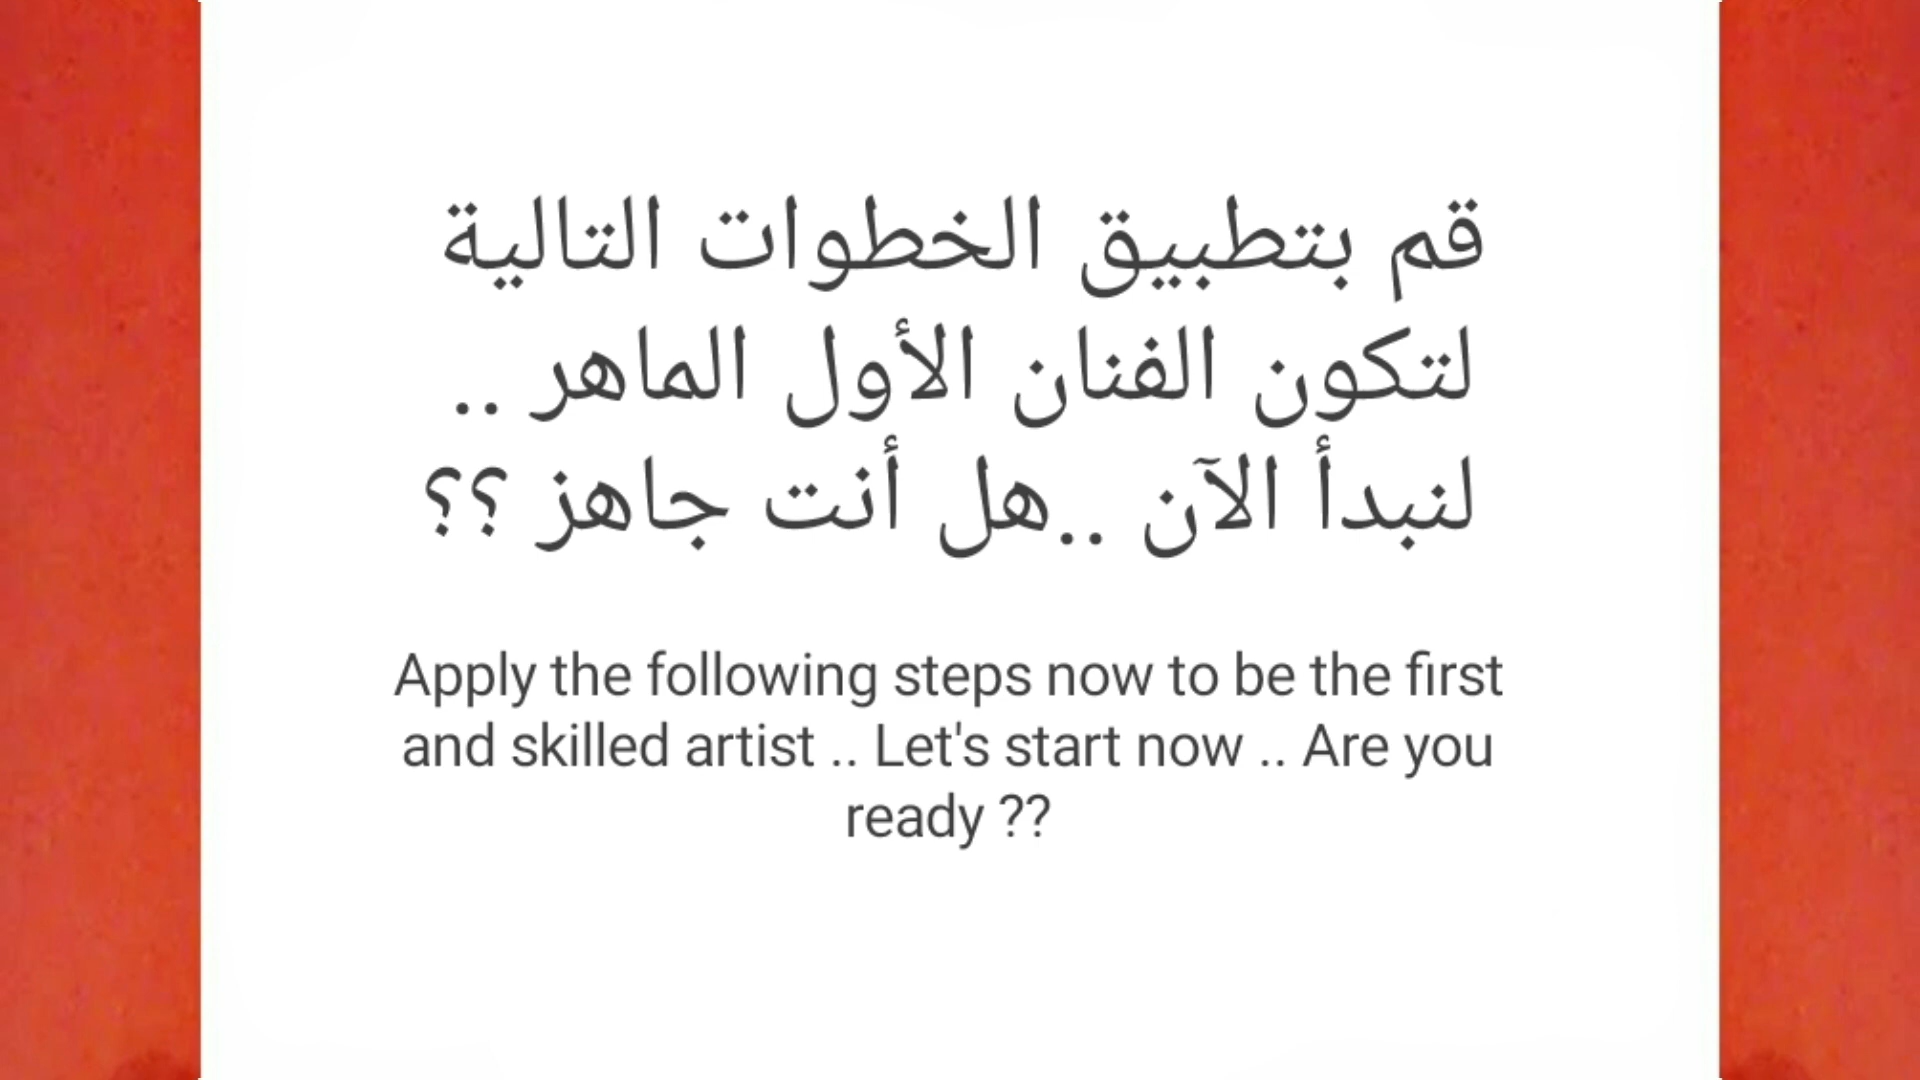 قم بتطبيق الخطوات التالية
لتكون الفنان الأول الماهر ..
لنبدأ الآن ..هل أنت جاهز ؟؟
Apply the following steps now to be the first
and skilled artist .. Let's start now .. Are you
ready ??